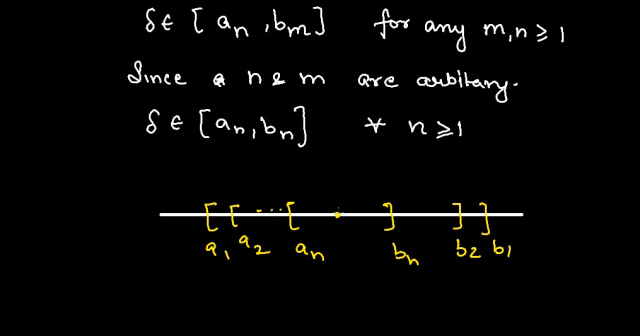 δ ∈ [ aₙ , bₘ ] for any m, n ⩾ 1
Since n & m are arbitary.
δ ∈ [ aₙ , bₙ ] ∀ n ⩾ 1
[ [ ... [ ] ] ]
a₁ a₂ aₙ bₙ b₂ b₁